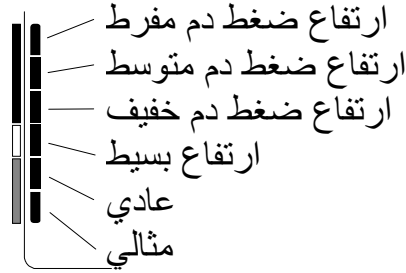 ارتفاع ضغط دم مفرط
ارتفاع ضغط دم متوسط
ارتفاع ضغط دم خفيف
ارتفاع بسيط
عادي
مثالي